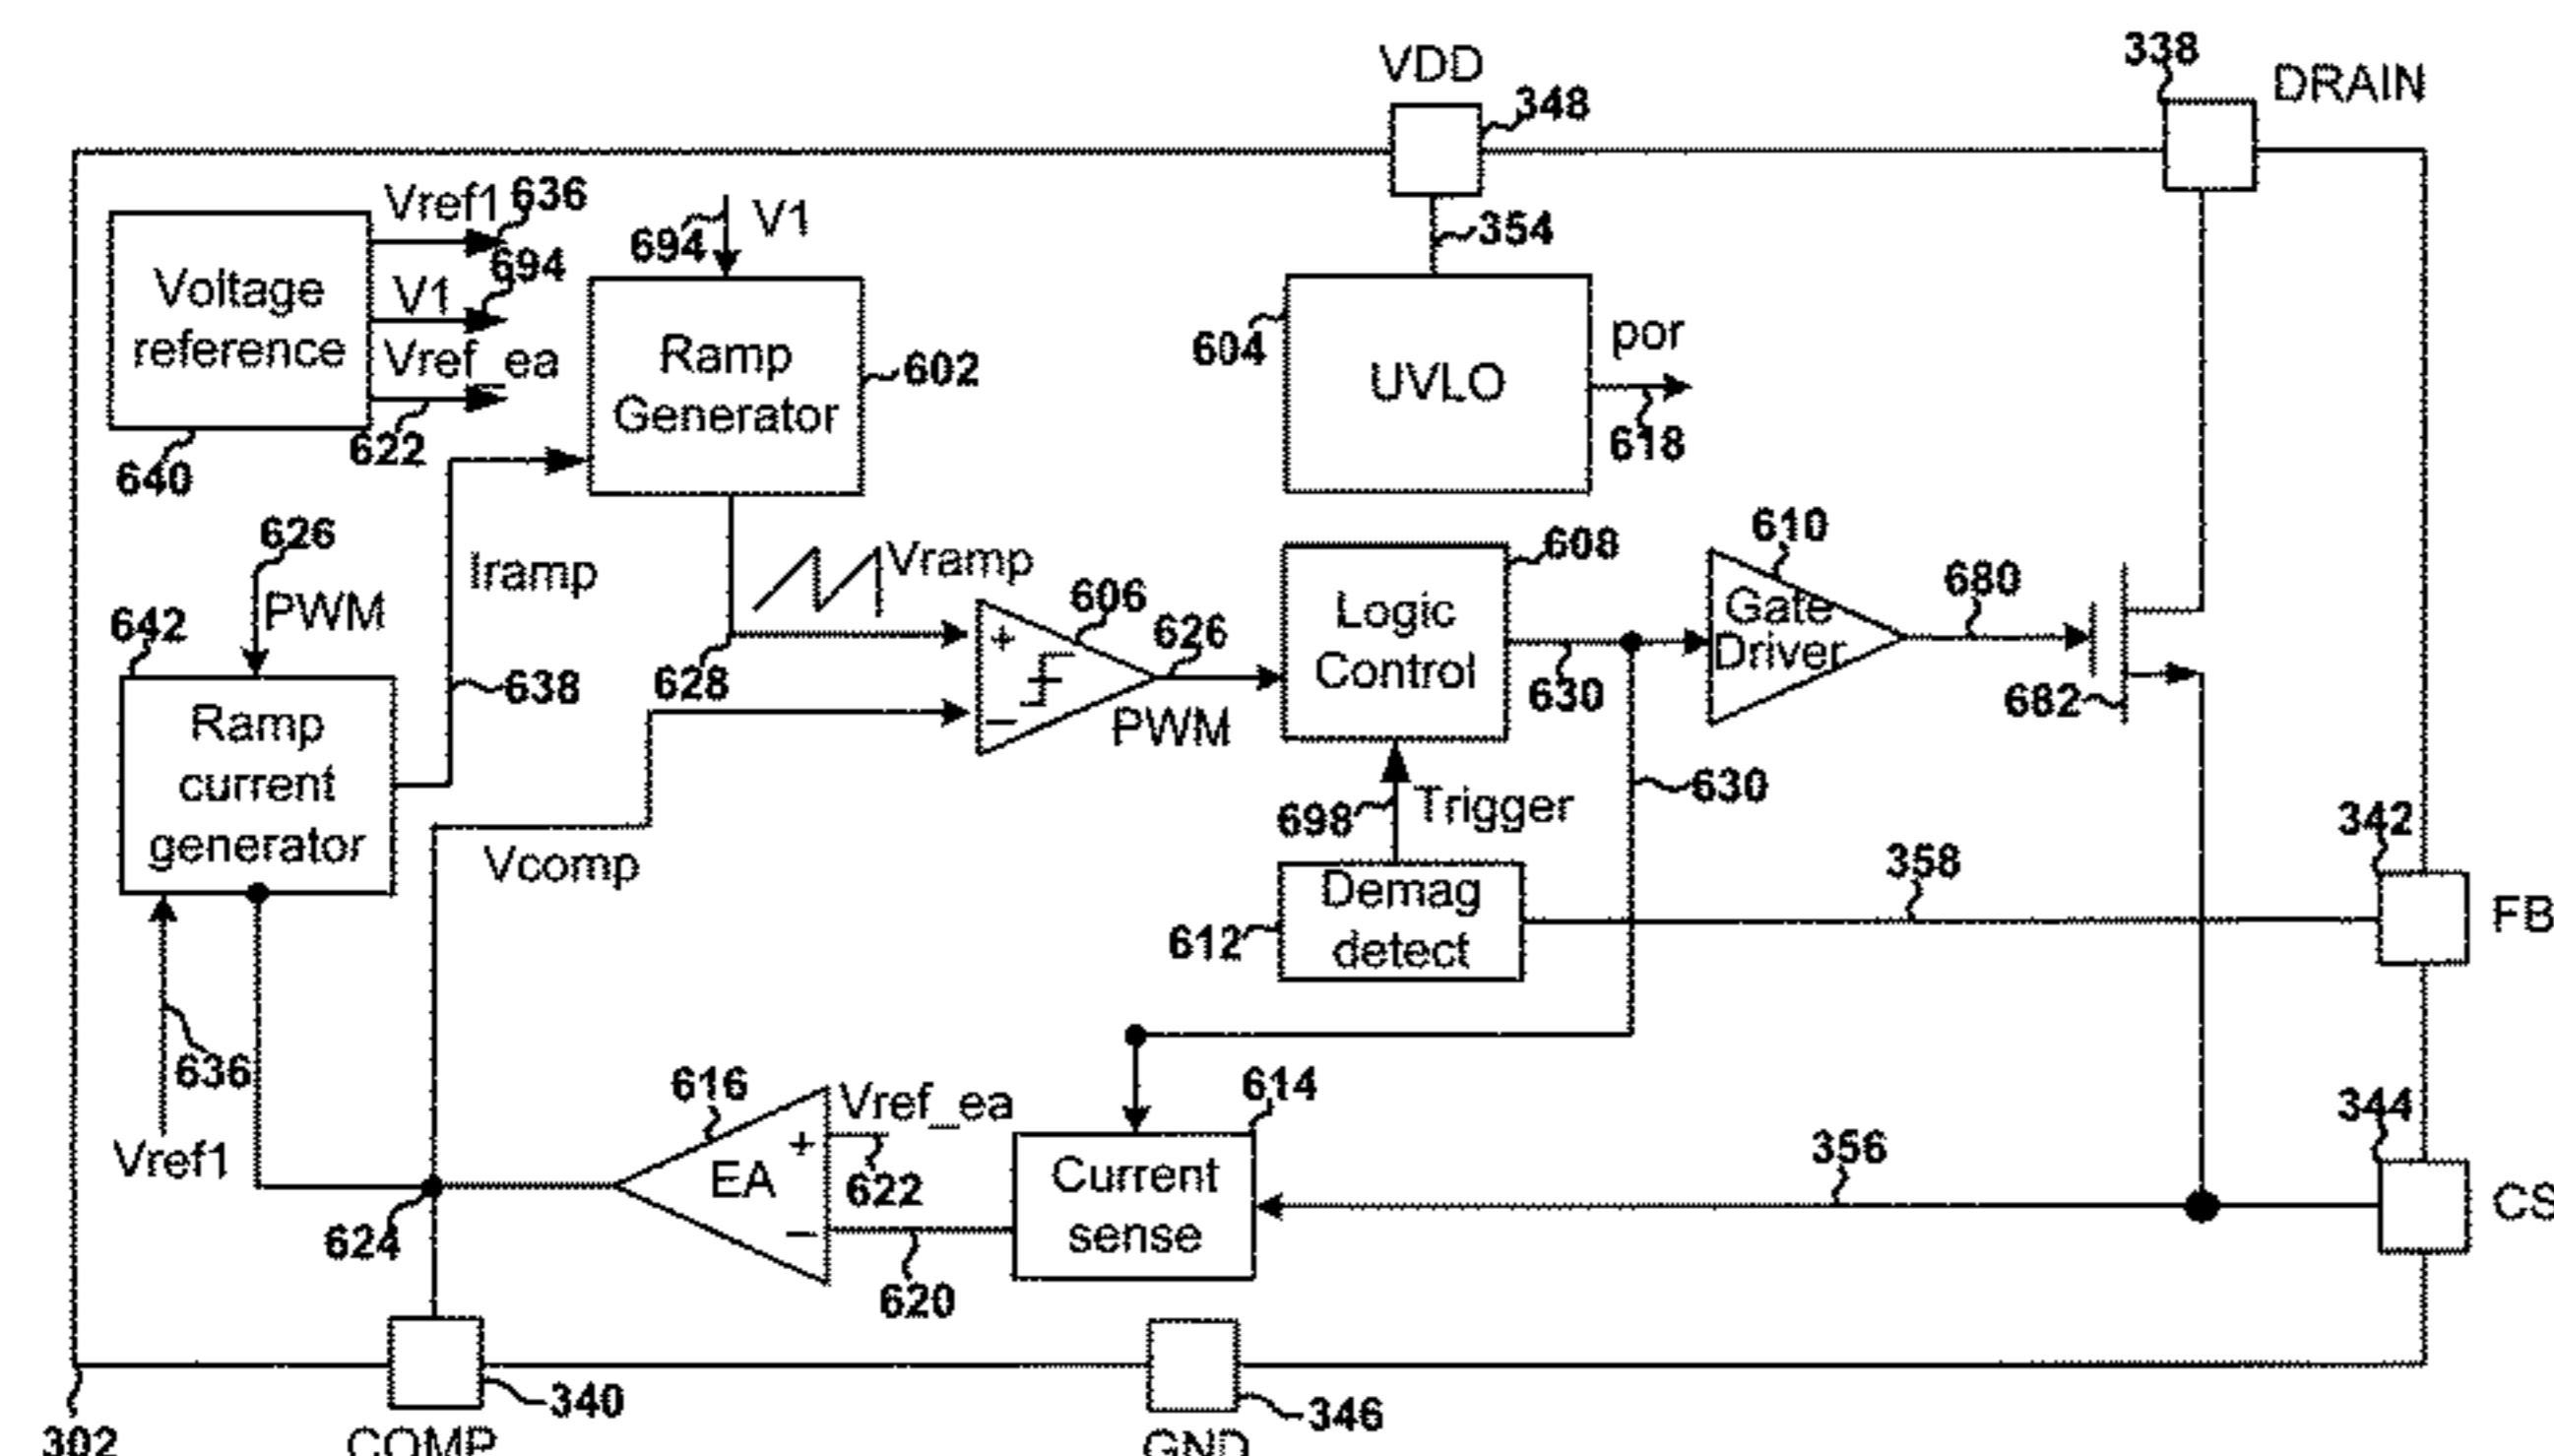 VDD
348
338
DRAIN
Vref1
636
694
V1
694
V1
Voltage
reference
Vref_ea
622
640
Ramp
Generator
602
354
604
UVLO
por
618
626
PWM
642
Iramp
638
Ramp
current
generator
628
Vramp
606
626
PWM
Logic
Control
608
630
610
Gate
Driver
680
682
Vcomp
698
Trigger
630
342
FB
358
612
Demag
detect
636
Vref1
616
EA
+
−
+
−
Vref_ea
622
620
614
Current
sense
356
344
CS
624
340
COMP
346
GND
302